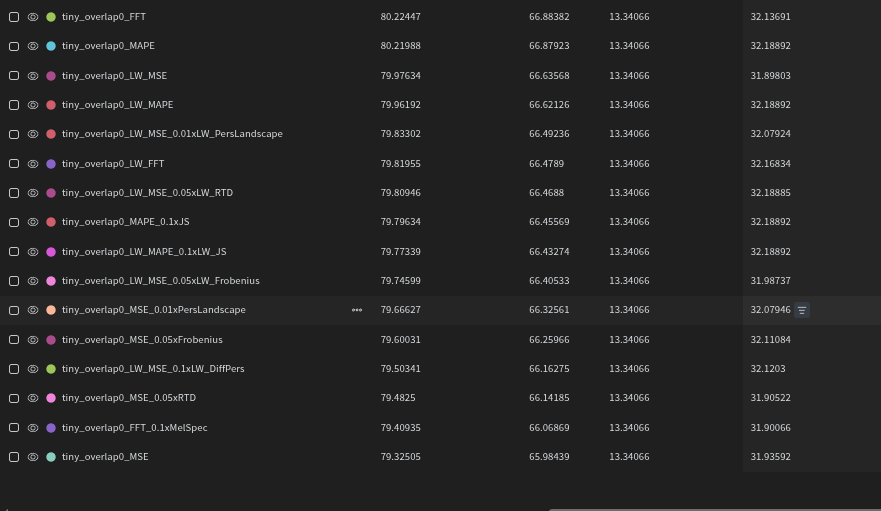 tiny_overlap0_FFT 80.22447 66.88382 13.34066 32.13691
tiny_overlap0_MAPE 80.21988 66.87923 13.34066 32.18892
tiny_overlap0_LW_MSE 79.97634 66.63568 13.34066 31.89803
tiny_overlap0_LW_MAPE 79.96192 66.62126 13.34066 32.18892
tiny_overlap0_LW_MSE_0.01xLW_PersLandscape 79.83302 66.49236 13.34066 32.07924
tiny_overlap0_LW_FFT 79.81955 66.4789 13.34066 32.16834
tiny_overlap0_LW_MSE_0.05xLW_RTD 79.80946 66.4688 13.34066 32.18885
tiny_overlap0_MAPE_0.1xJS 79.79634 66.45569 13.34066 32.18892
tiny_overlap0_LW_MAPE_0.1xLW_JS 79.77339 66.43274 13.34066 32.18892
tiny_overlap0_LW_MSE_0.05xLW_Frobenius 79.74599 66.40533 13.34066 31.98737
tiny_overlap0_MSE_0.01xPersLandscape 79.66627 66.32561 13.34066 32.07946
tiny_overlap0_MSE_0.05xFrobenius 79.60031 66.25966 13.34066 32.11084
tiny_overlap0_LW_MSE_0.1xLW_DiffPers 79.50341 66.16275 13.34066 32.1203
tiny_overlap0_MSE_0.05xRTD 79.4825 66.14185 13.34066 31.90522
tiny_overlap0_FFT_0.1xMelSpec 79.40935 66.06869 13.34066 31.90066
tiny_overlap0_MSE 79.32505 65.98439 13.34066 31.93592